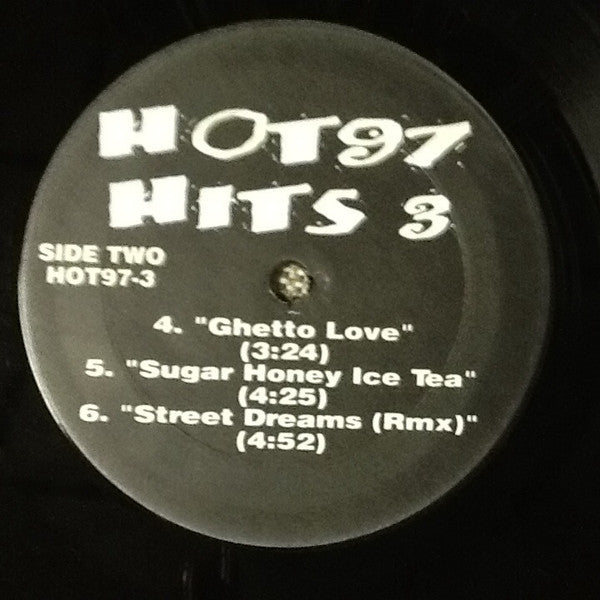 HOT97
HITS 3
SIDE TWO
HOT97-3
4. "Ghetto Love"
(3:24)
5. "Sugar Honey Ice Tea"
(4:25)
6. "Street Dreams (Rmx)"
(4:52)